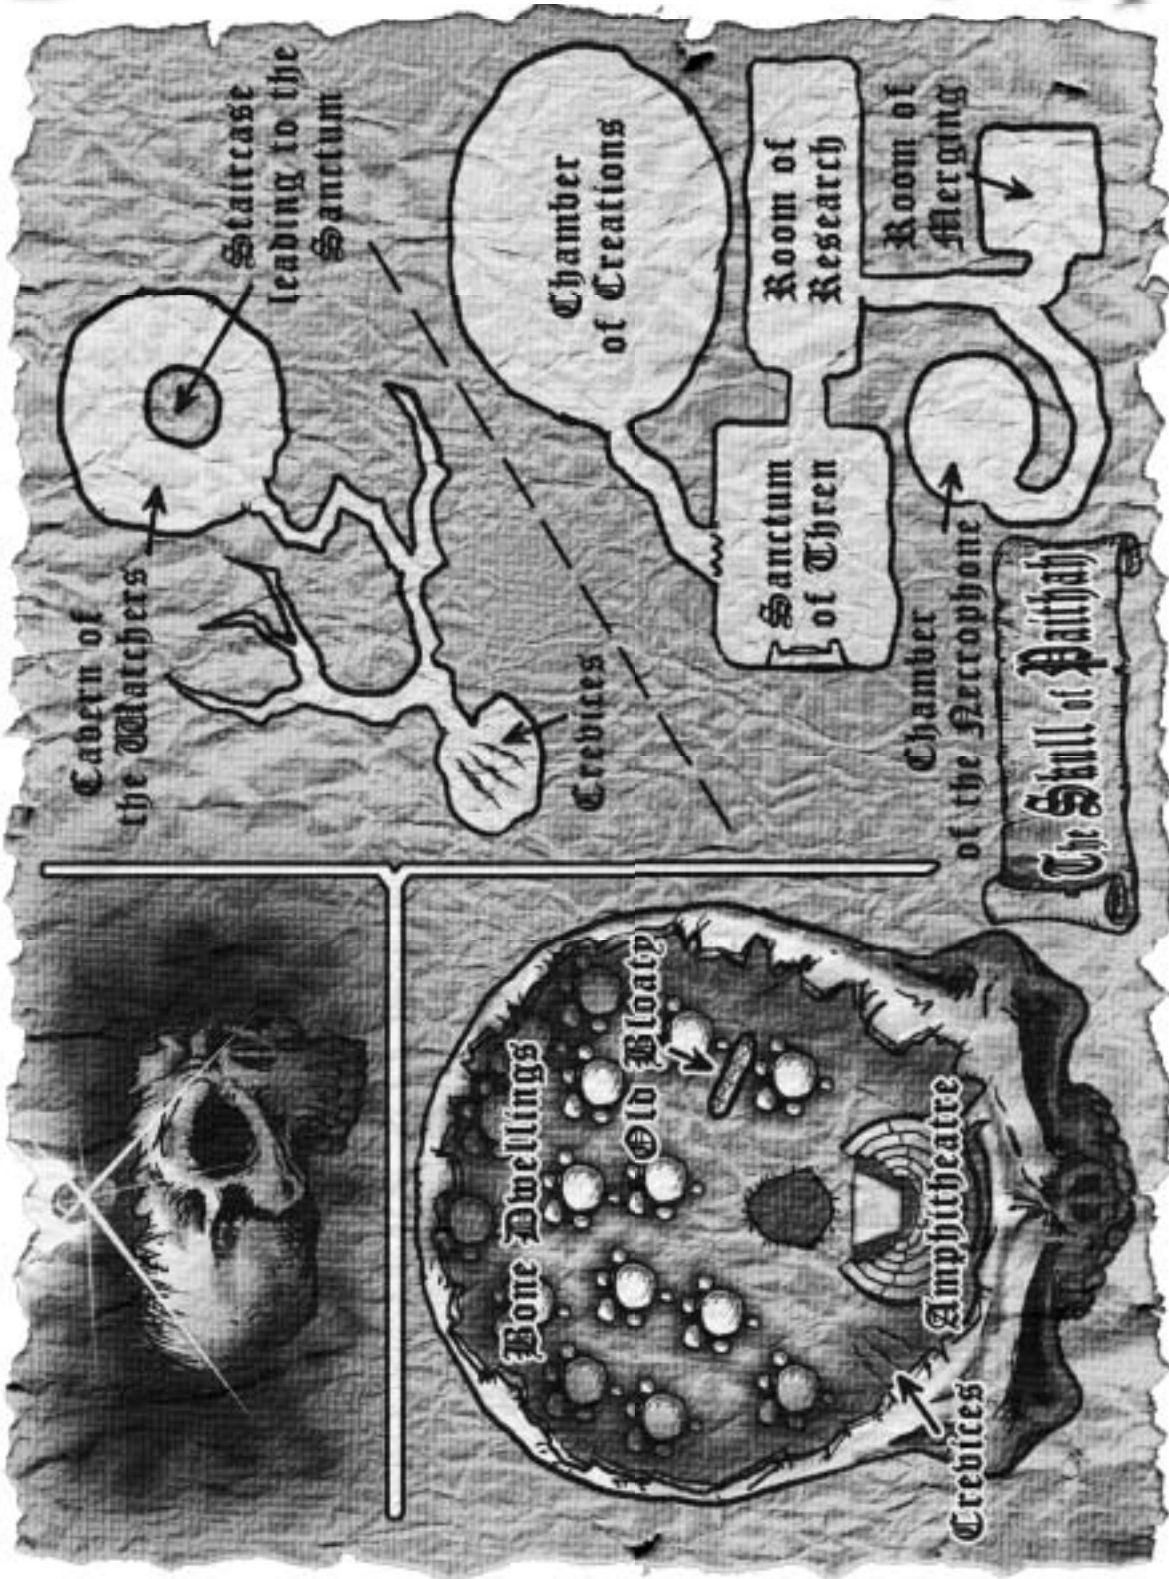 Bone Dwellings
Old Bloaty
Amphitheatre
Crevices
Cavern of
the Watchers
Staircase
leading to the
Sanctum
Crevices
Chamber
of Creations
Sanctum
of Thren
Room of
Research
Room of
Merging
Chamber
of the Necrophone
The Skull of Paithah